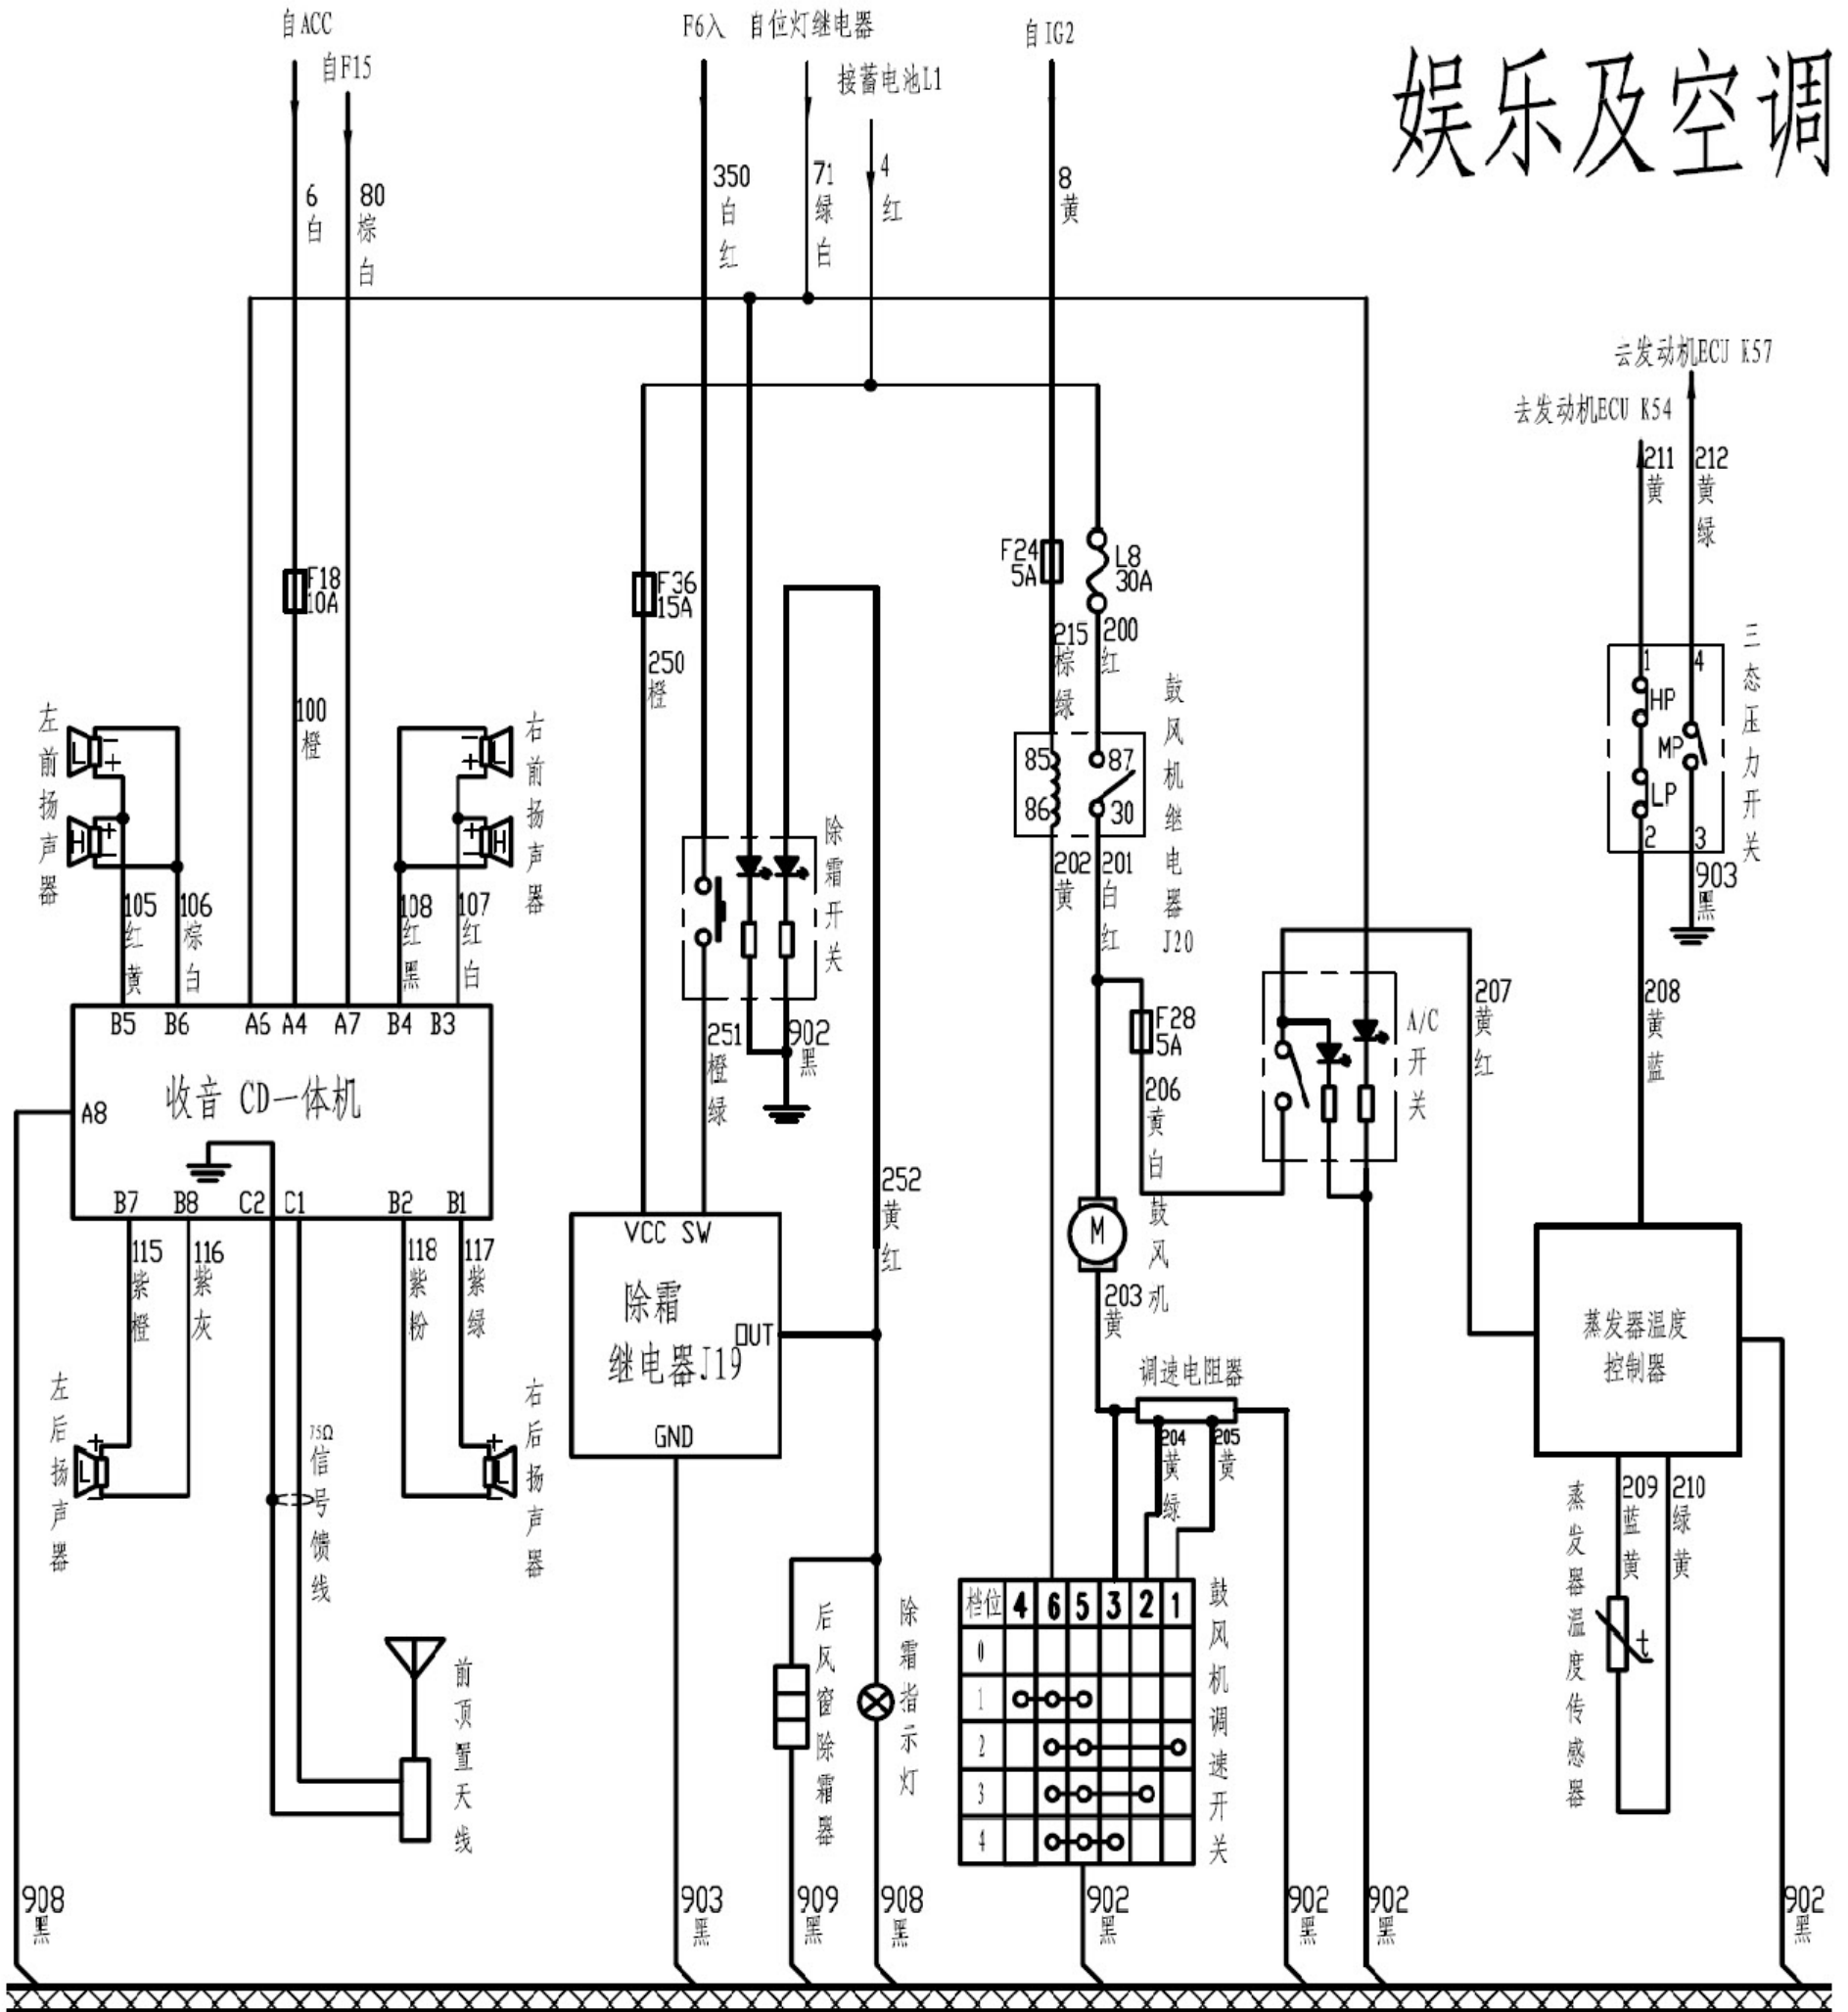 娱乐及空调
自ACC
自F15
F6入
自位灯继电器
接蓄电池L1
自IG2
6
白
80
棕白
350
白红
71
绿白
4
红
8
黄
去发动机ECU K57
去发动机ECU K54
211
黄
212
黄绿
F18
10A
100
橙
F36
15A
250
橙
F24
5A
L8
30A
215
棕绿
200
红
鼓风机继电器J20
85
86
87
30
202
黄
201
白红
三态压力开关
1
4
HP
MP
LP
2
3
903
黑
左前扬声器
L
H
- +
+ -
右前扬声器
L
H
- +
+ -
105
红黄
106
棕白
108
红黑
107
红白
B5
B6
A6
A4
A7
B4
B3
收音 CD一体机
A8
B7
B8
C2
C1
B2
B1
除霜开关
251
橙绿
902
黑
252
黄红
F28
5A
206
黄白
A/C开关
207
黄红
208
黄蓝
115
紫橙
116
紫灰
118
紫粉
117
紫绿
VCC
SW
除霜
继电器J19
OUT
GND
M
鼓风机
203
黄
调速电阻器
204
黄绿
205
黄
蒸发器温度
控制器
左后扬声器
+
L
-
右后扬声器
+
L
-
75Ω
信号馈线
前顶置天线
后风窗除霜器
除霜指示灯
档位 4 6 5 3 2 1
0
1
2
3
4
鼓风机调速开关
蒸发器温度传感器
209
蓝黄
210
绿黄
t
908
黑
903
黑
909
黑
908
黑
902
黑
902
黑
902
黑
902
黑